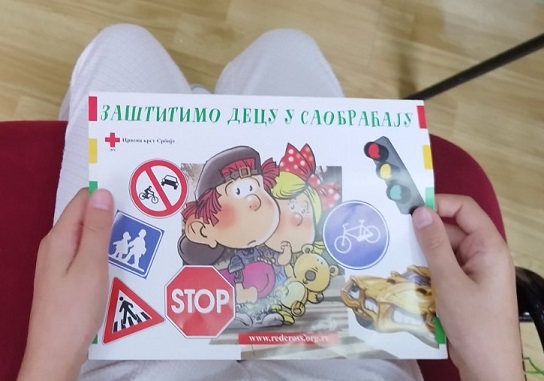 ЗАШТИТИМО ДЕЦУ У САОБРАЋАЈУ
Црвени крст Србије
STOP
www.redcross.org.rs